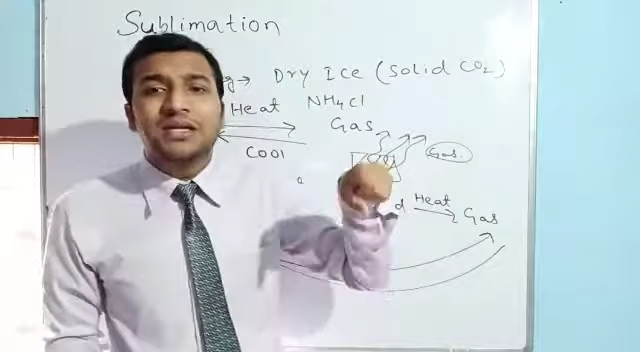 Sublimation
Dry Ice (Solid CO₂)
Heat NH4Cl
Gas
Cool
Gas.
Heat
Gas